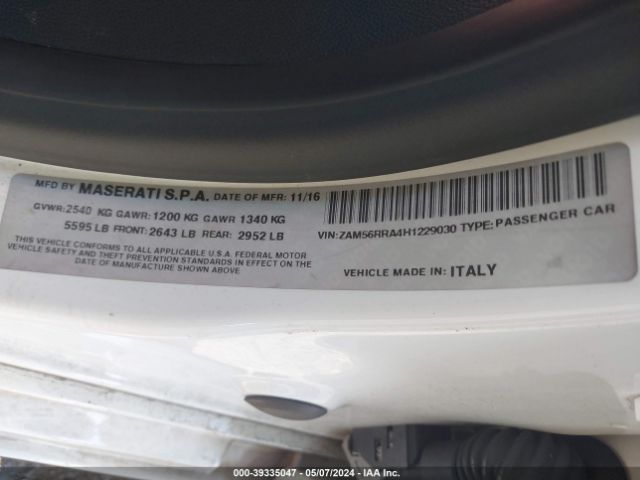 MFD BY MASERATI S.P.A. DATE OF MFR: 11/16
GVWR:2540 KG GAWR: 1200 KG GAWR 1340 KG
5595 LB FRONT: 2643 LB REAR: 2952 LB
THIS VEHICLE CONFORMS TO ALL APPLICABLE U.S.A. FEDERAL MOTOR
VEHICLE SAFETY AND THEFT PREVENTION STANDARDS IN EFFECT ON THE
DATE OF MANUFACTURE SHOWN ABOVE
VIN: ZAM56RRA4H1229030 TYPE: PASSENGER CAR
VEHICLE MADE IN: ITALY
000-39335047 - 05/07/2024 - IAA Inc.